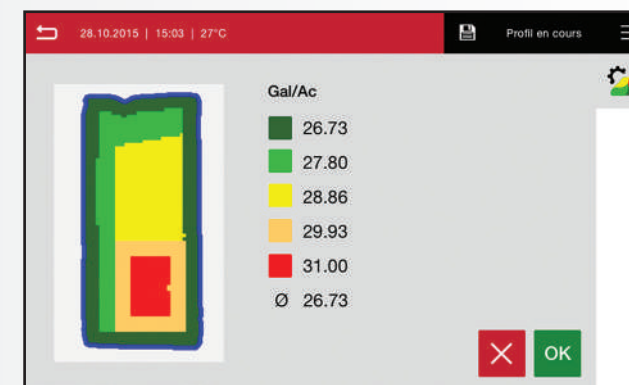 28.10.2015 | 15:03 | 27°C
Profil en cours
Gal/Ac
26.73
27.80
28.86
29.93
31.00
Ø 26.73
OK